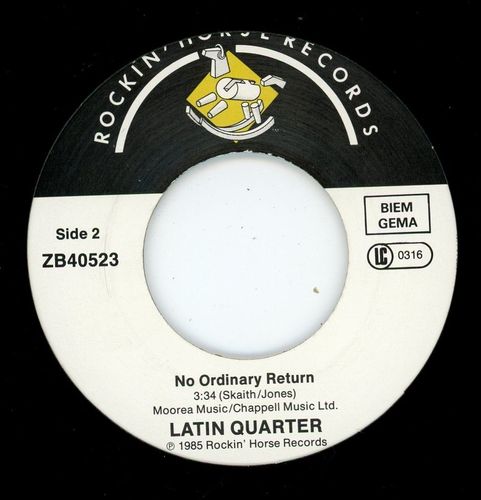 ROCKIN' HORSE RECORDS
Side 2
ZB40523
BIEM
GEMA
LC 0316
No Ordinary Return
3:34 (Skaith/Jones)
Moorea Music/Chappell Music Ltd.
LATIN QUARTER
℗ 1985 Rockin' Horse Records